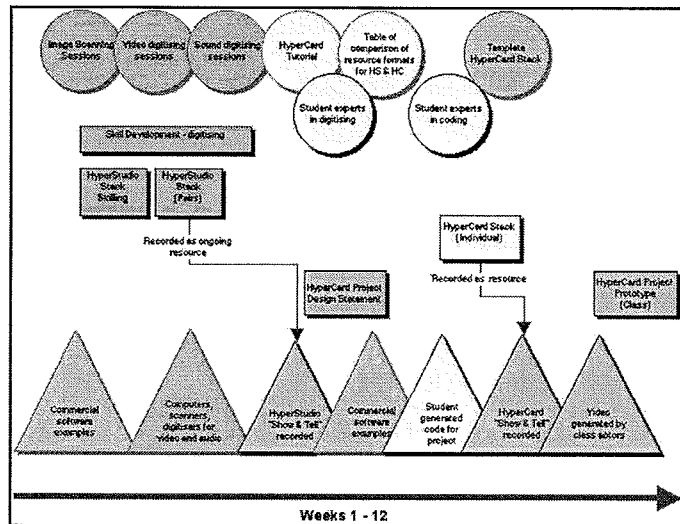 Image Scanning
Sessions
Video digitising
sessions
Sound digitising
sessions
HyperCard
Tutorial
Table of
comparison of
resource formats
for HS & HC
Template
HyperCard Stack
Student experts
in digitising
Student experts
in coding
Skill Development - digitising
HyperStudio
Stack
Skilling
HyperStudio
Stack
(Pairs)
Recorded as ongoing
resource
HyperCard Stack
(Individual)
Recorded as resource
HyperCard Project
Design Statement
HyperCard Project
Prototype
(Class)
Commercial
software
examples
Computers,
scanners,
digitisers for
video and audio
HyperStudio
"Show & Tell"
recorded
Commercial
software
examples
Student
generated
code for
project
HyperCard
"Show & Tell"
recorded
Video
generated by
class actors
Weeks 1 - 12